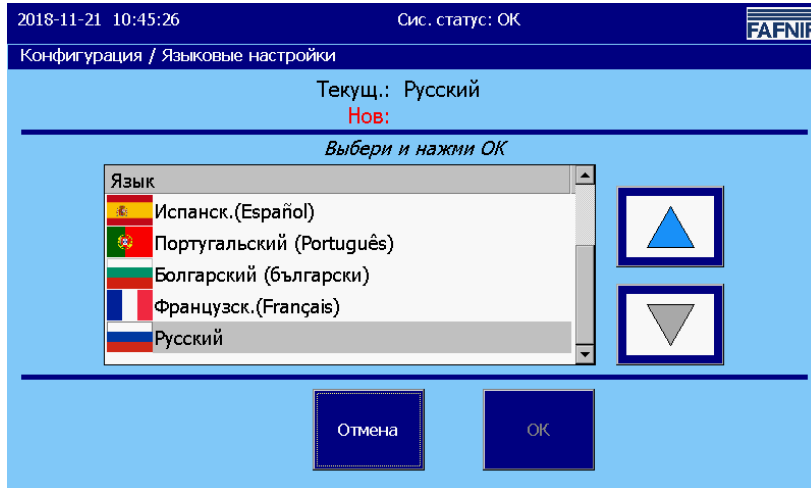 2018-11-21 10:45:26 Сис. статус: ОК
FAFNIR
Конфигурация / Языковые настройки
Текущ.: Русский
Нов:
Выбери и нажми ОК
Язык
Испанск.(Español)
Португальский (Português)
Болгарский (български)
Французск.(Français)
Русский
Отмена ОК